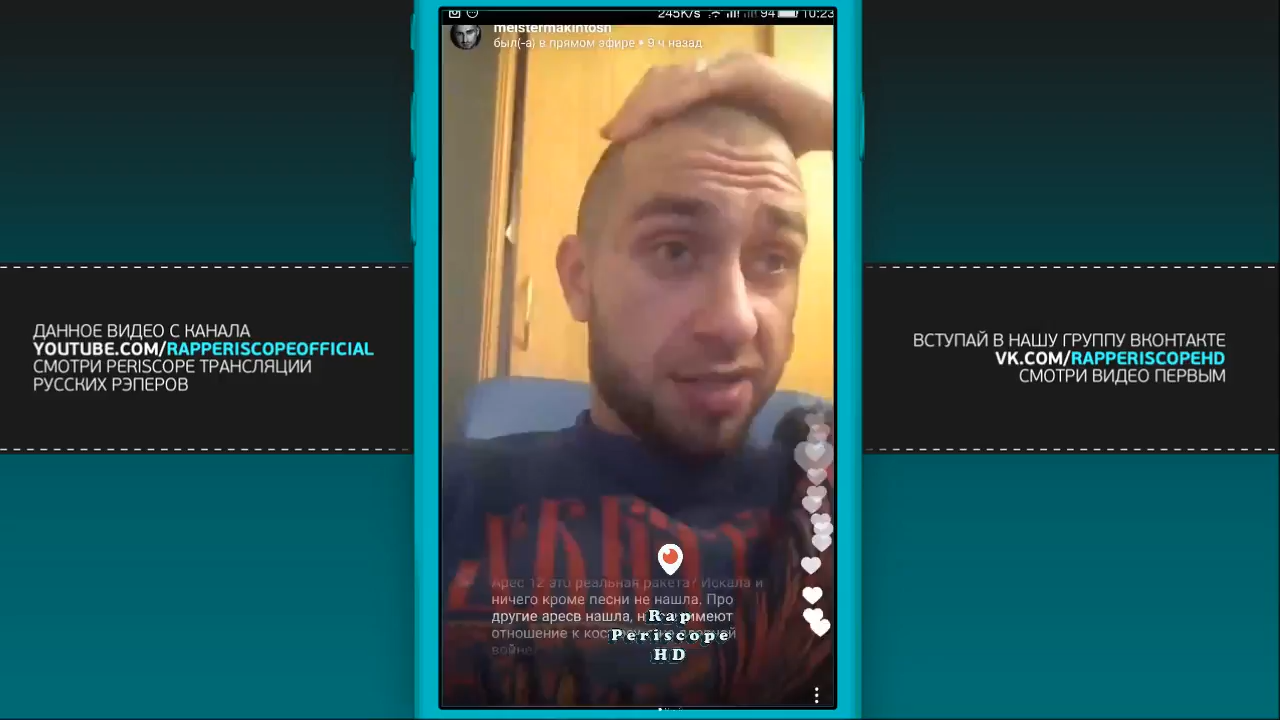 245K/s 94 10:23
meistermakintosh
был(-а) в прямом эфире • 9 ч назад
ДАННОЕ ВИДЕО С КАНАЛА
YOUTUBE.COM/RAPPERISCOPEOFFICIAL
СМОТРИ PERISCOPE ТРАНСЛЯЦИИ
РУССКИХ РЭПЕРОВ
ВСТУПАЙ В НАШУ ГРУППУ ВКОНТАКТЕ
VK.COM/RAPPERISCOPEHD
СМОТРИ ВИДЕО ПЕРВЫМ
Арес 12 это реальная ракета? Искала и
ничего кроме песни не нашла. Про
другие аресв нашла, имеют
отношение к
войне
Rap
Periscope
HD